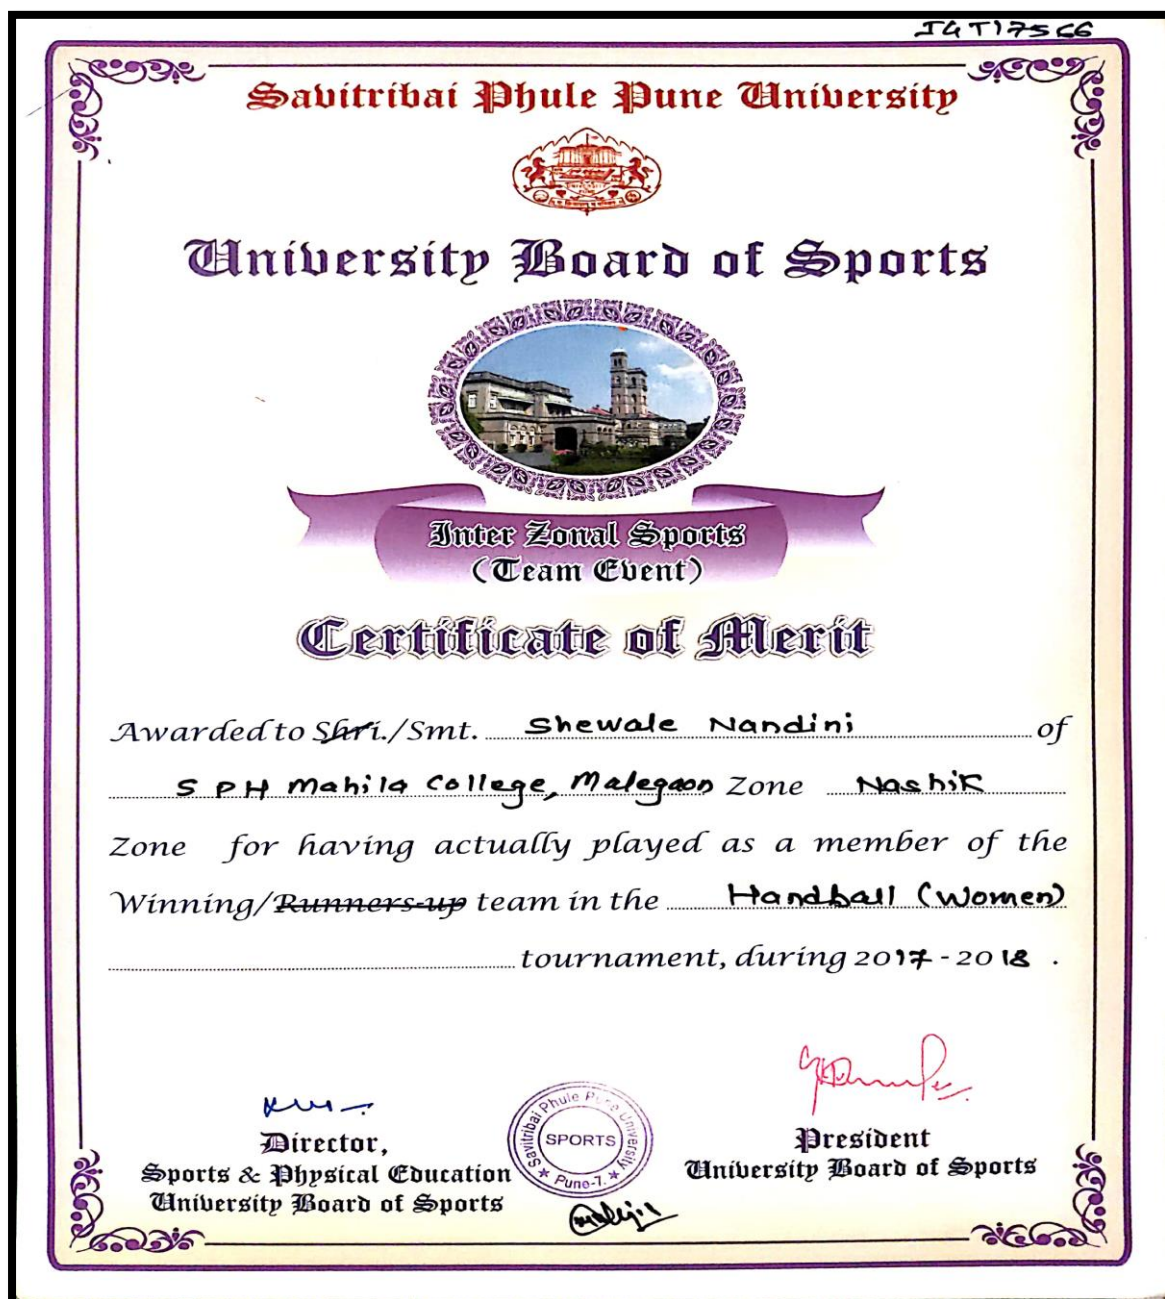 IGT17566
Savitribai Phule Pune University
University Board of Sports
Inter Zonal Sports
(Team Event)
Certificate of Merit
Awarded to Shri./Smt. Shewale Nandini of
S P H Mahila College, Malegaon Zone Nashik
Zone for having actually played as a member of the
Winning/Runners-up team in the Handball (Women)
tournament, during 2017-2018 .
Director,
Sports & Physical Education
University Board of Sports
Savitribai Phule Pune University
SPORTS
Pune-7.
President
University Board of Sports